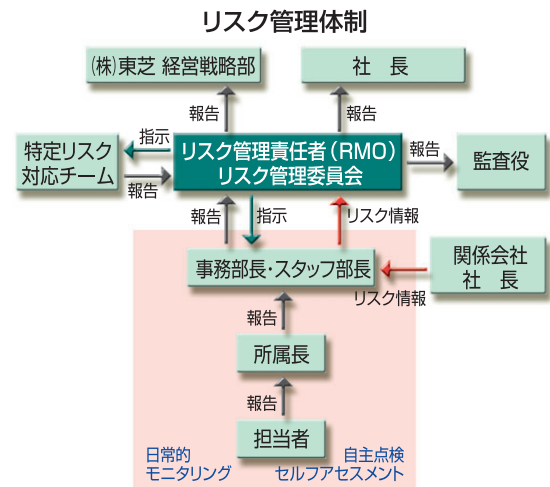 リスク管理体制
(株)東芝 経営戦略部
社 長
報告
報告
特定リスク
対応チーム
指示
報告
リスク管理責任者(RMO)
リスク管理委員会
報告
監査役
報告
指示
リスク情報
事務部長・スタッフ部長
関係会社
社 長
リスク情報
報告
所属長
報告
担当者
日常的
モニタリング
自主点検
セルフアセスメント